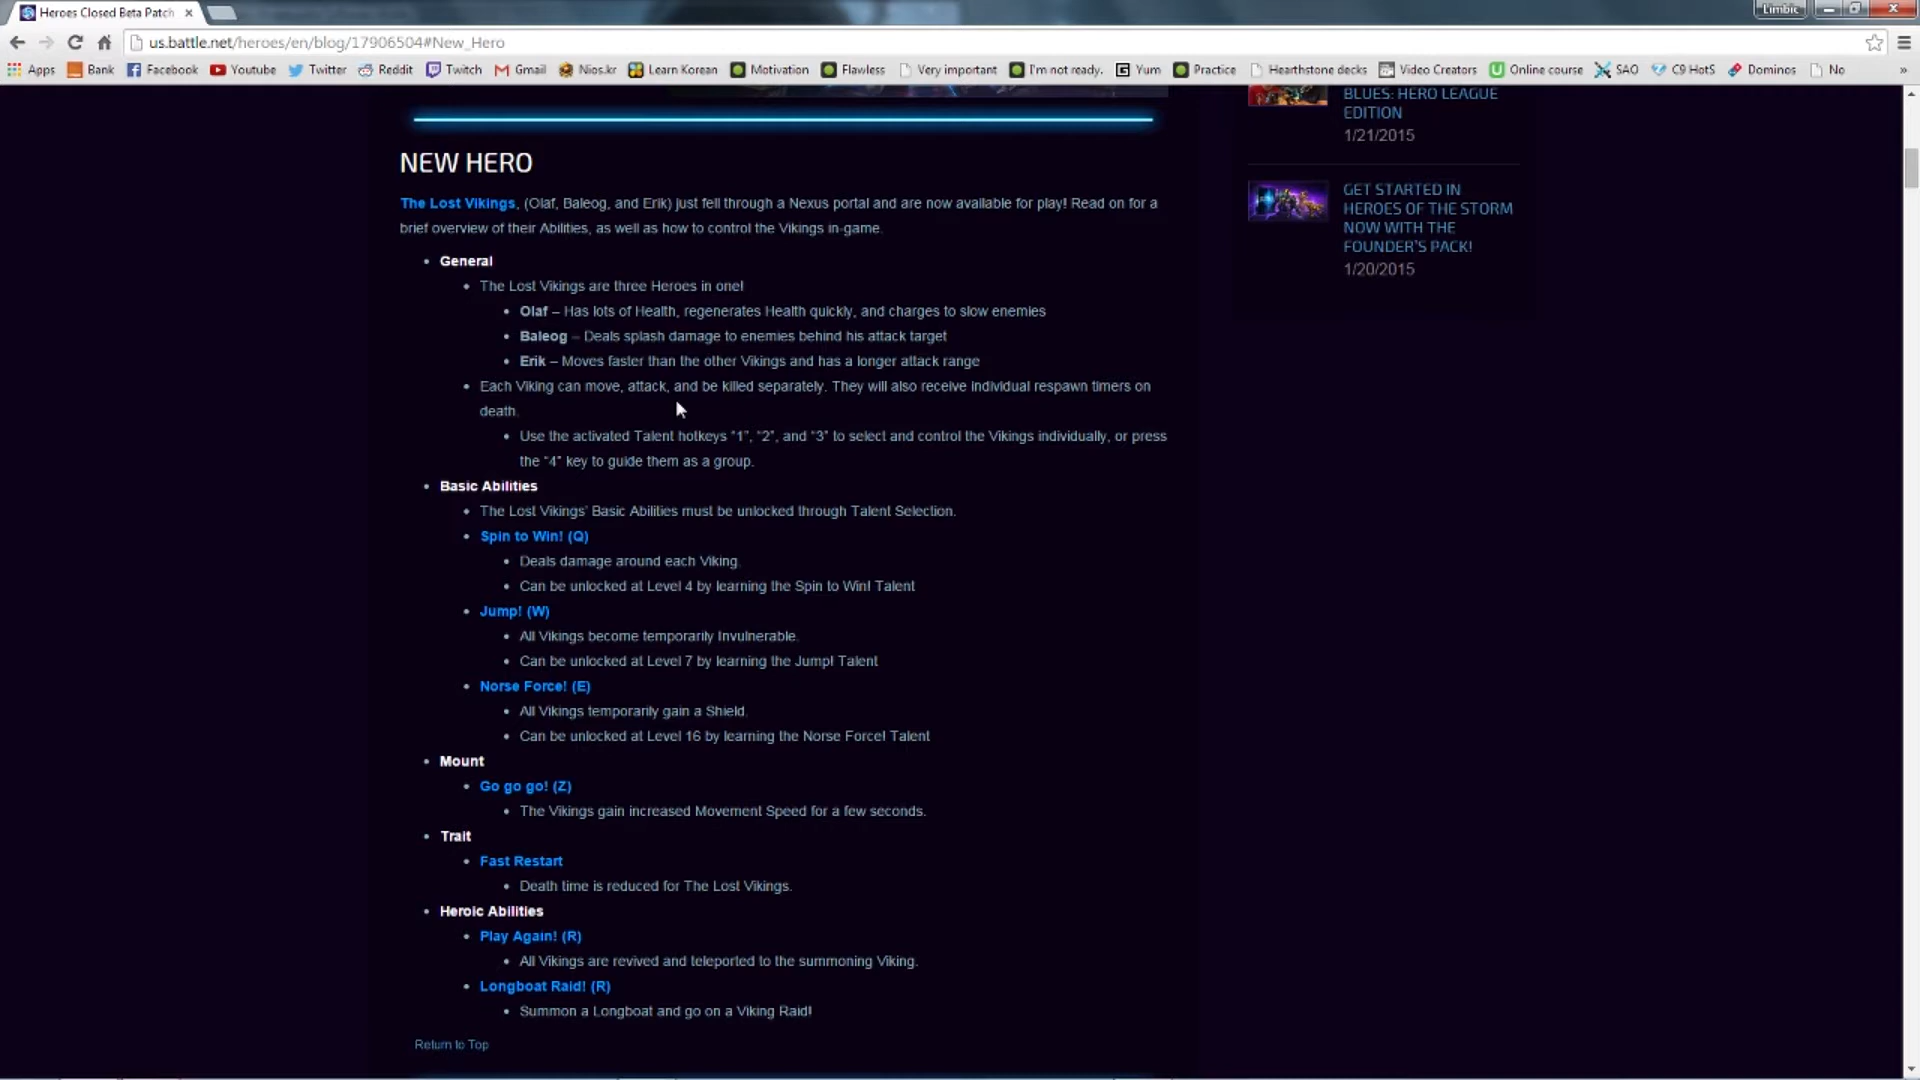 Heroes Closed Beta Patch
Limbic
us.battle.net/heroes/en/blog/17906504#New_Hero
Apps Bank Facebook Youtube Twitter Reddit Twitch Gmail Nios.kr Learn Korean Motivation Flawless Very important I'm not ready. Yum Practice Hearthstone decks Video Creators Online course SAO C9 HotS Dominos No »
BLUES: HERO LEAGUE
EDITION
1/21/2015
GET STARTED IN
HEROES OF THE STORM
NOW WITH THE
FOUNDER'S PACK!
1/20/2015
NEW HERO
The Lost Vikings, (Olaf, Baleog, and Erik) just fell through a Nexus portal and are now available for play! Read on for a
brief overview of their Abilities, as well as how to control the Vikings in-game.
• General
• The Lost Vikings are three Heroes in one!
• Olaf – Has lots of Health, regenerates Health quickly, and charges to slow enemies
• Baleog – Deals splash damage to enemies behind his attack target
• Erik – Moves faster than the other Vikings and has a longer attack range
• Each Viking can move, attack, and be killed separately. They will also receive individual respawn timers on
death.
• Use the activated Talent hotkeys “1”, “2”, and “3” to select and control the Vikings individually, or press
the “4” key to guide them as a group.
• Basic Abilities
• The Lost Vikings’ Basic Abilities must be unlocked through Talent Selection.
• Spin to Win! (Q)
• Deals damage around each Viking.
• Can be unlocked at Level 4 by learning the Spin to Win! Talent
• Jump! (W)
• All Vikings become temporarily Invulnerable.
• Can be unlocked at Level 7 by learning the Jump! Talent
• Norse Force! (E)
• All Vikings temporarily gain a Shield.
• Can be unlocked at Level 16 by learning the Norse Force! Talent
• Mount
• Go go go! (Z)
• The Vikings gain increased Movement Speed for a few seconds.
• Trait
• Fast Restart
• Death time is reduced for The Lost Vikings.
• Heroic Abilities
• Play Again! (R)
• All Vikings are revived and teleported to the summoning Viking.
• Longboat Raid! (R)
• Summon a Longboat and go on a Viking Raid!
Return to Top